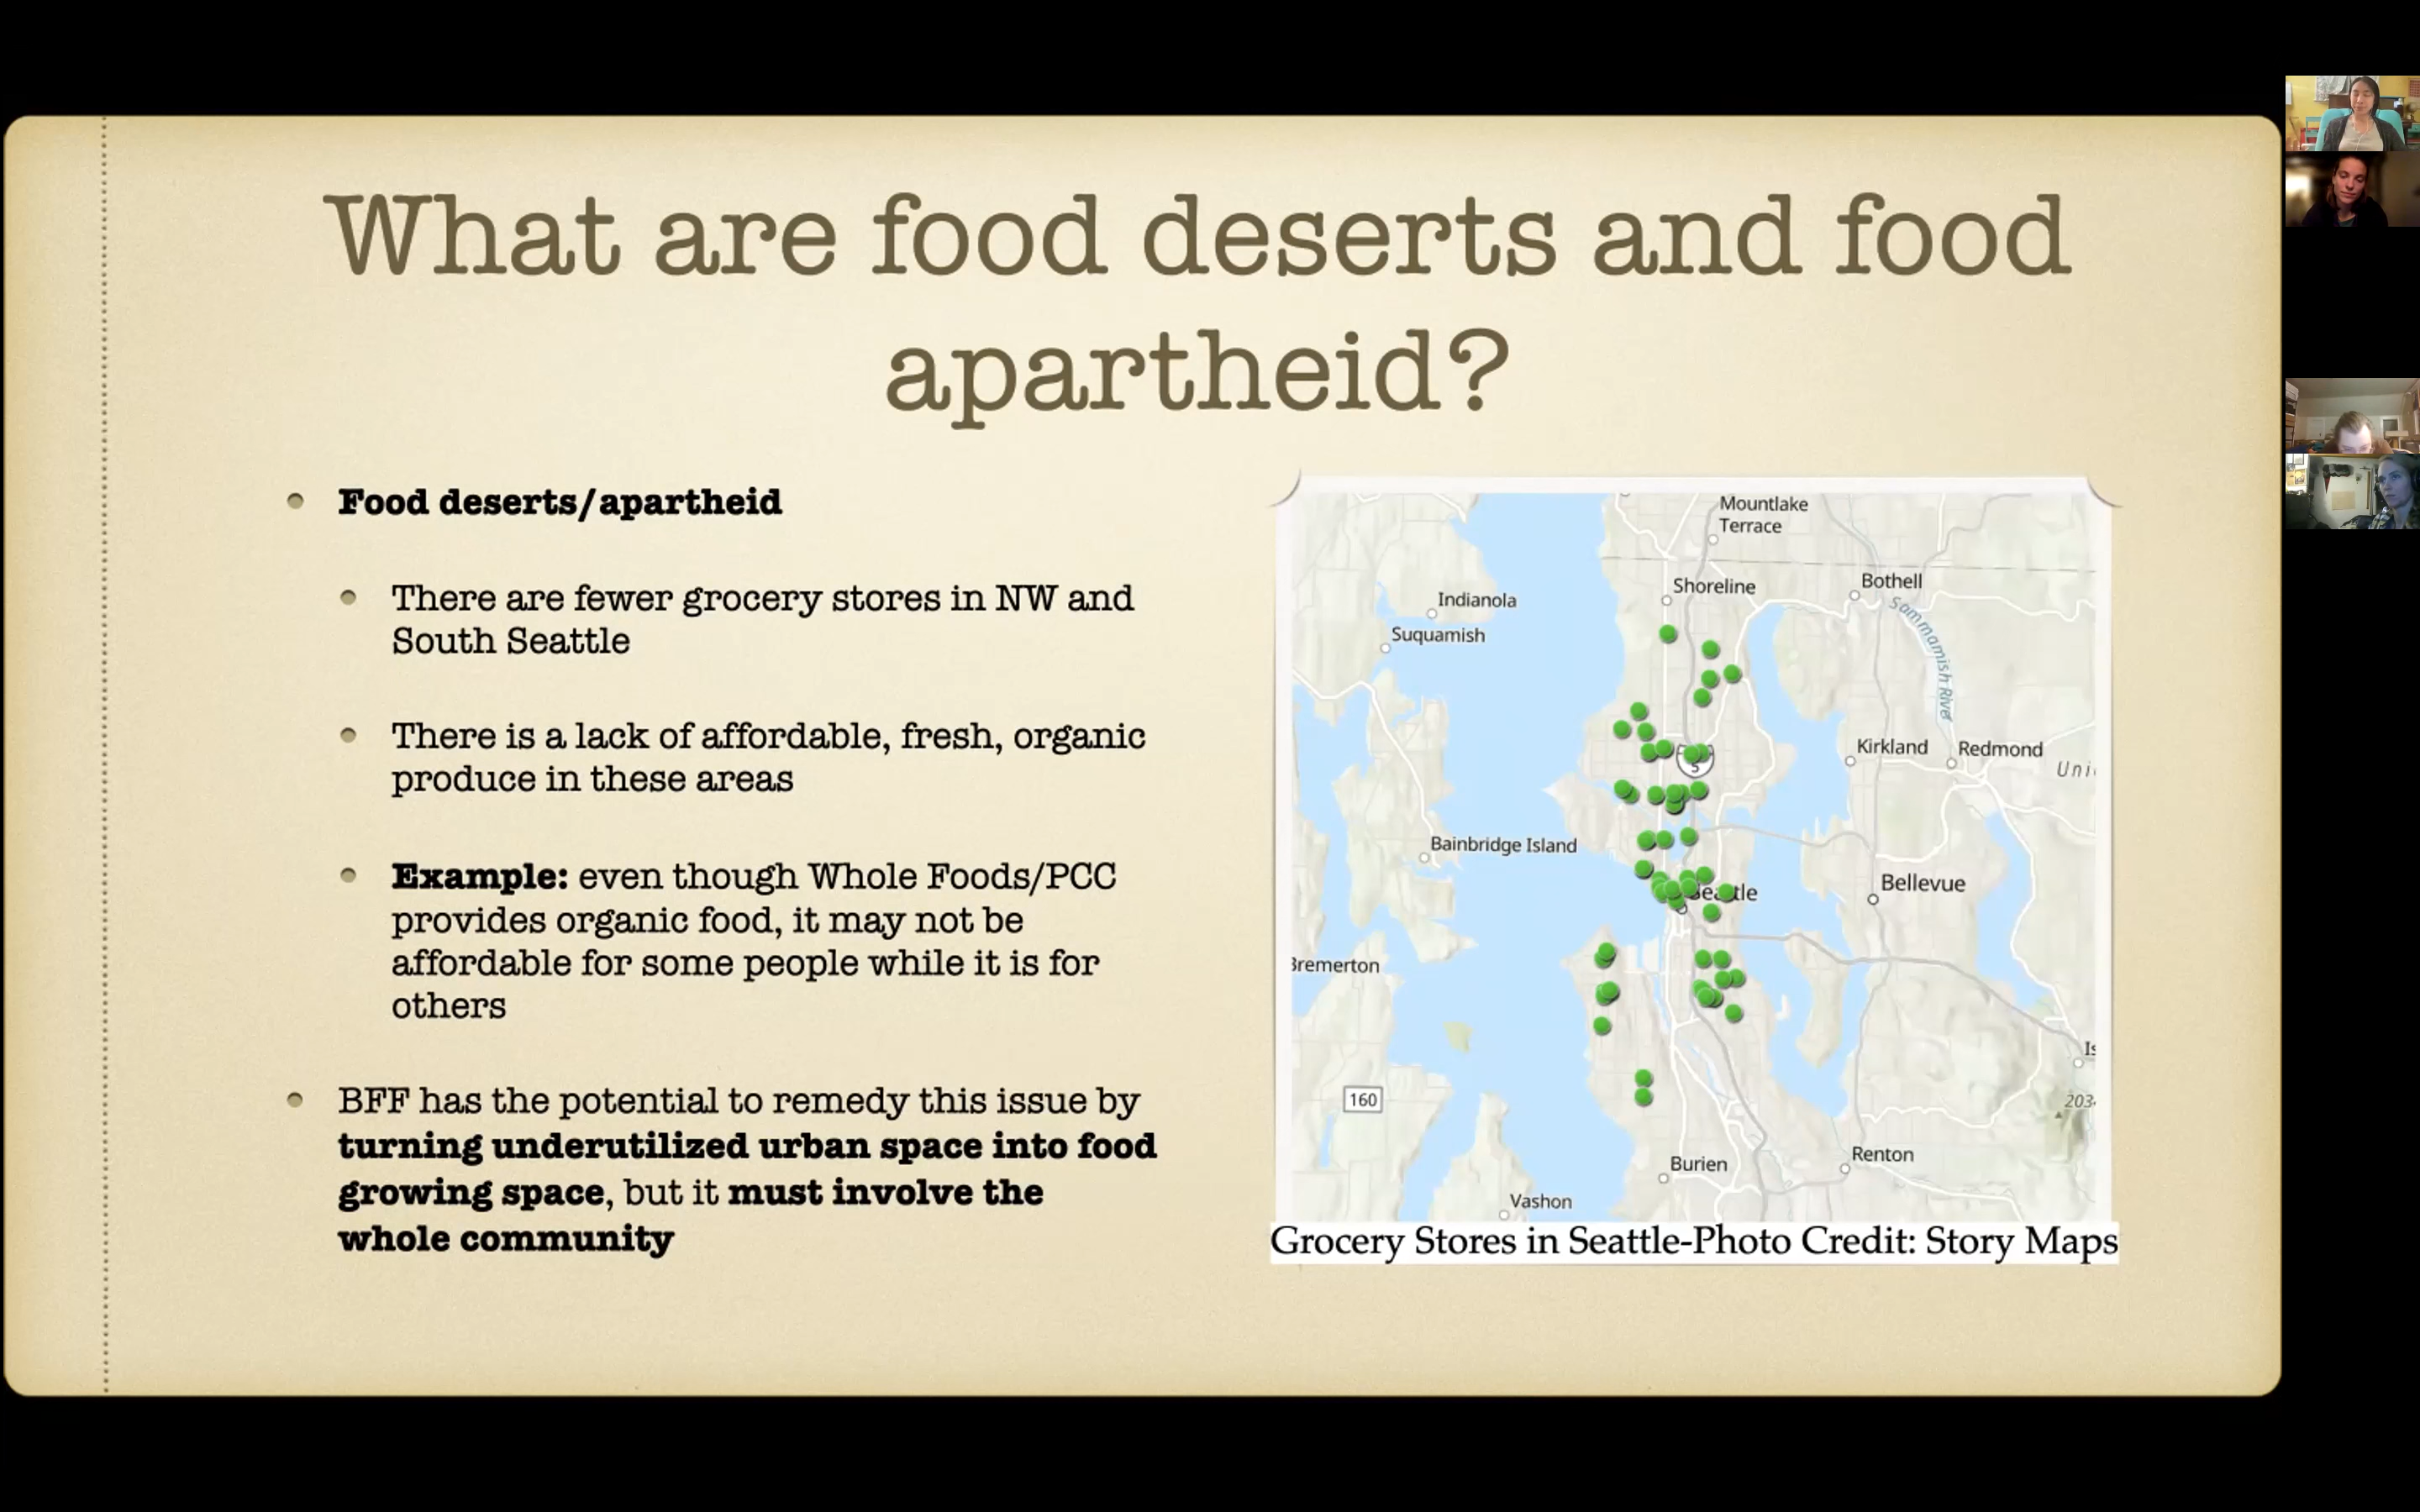 What are food deserts and food
apartheid?
Food deserts/apartheid
There are fewer grocery stores in NW and
South Seattle
There is a lack of affordable, fresh, organic
produce in these areas
Example: even though Whole Foods/PCC
provides organic food, it may not be
affordable for some people while it is for
others
BFF has the potential to remedy this issue by
turning underutilized urban space into food
growing space, but it must involve the
whole community
Mountlake
Terrace
Shoreline
Bothell
Indianola
Suquamish
Sammamish River
Kirkland
Redmond
5
Bainbridge Island
Seattle
Bellevue
Bremerton
160
203
Renton
Burien
Vashon
Grocery Stores in Seattle-Photo Credit: Story Maps